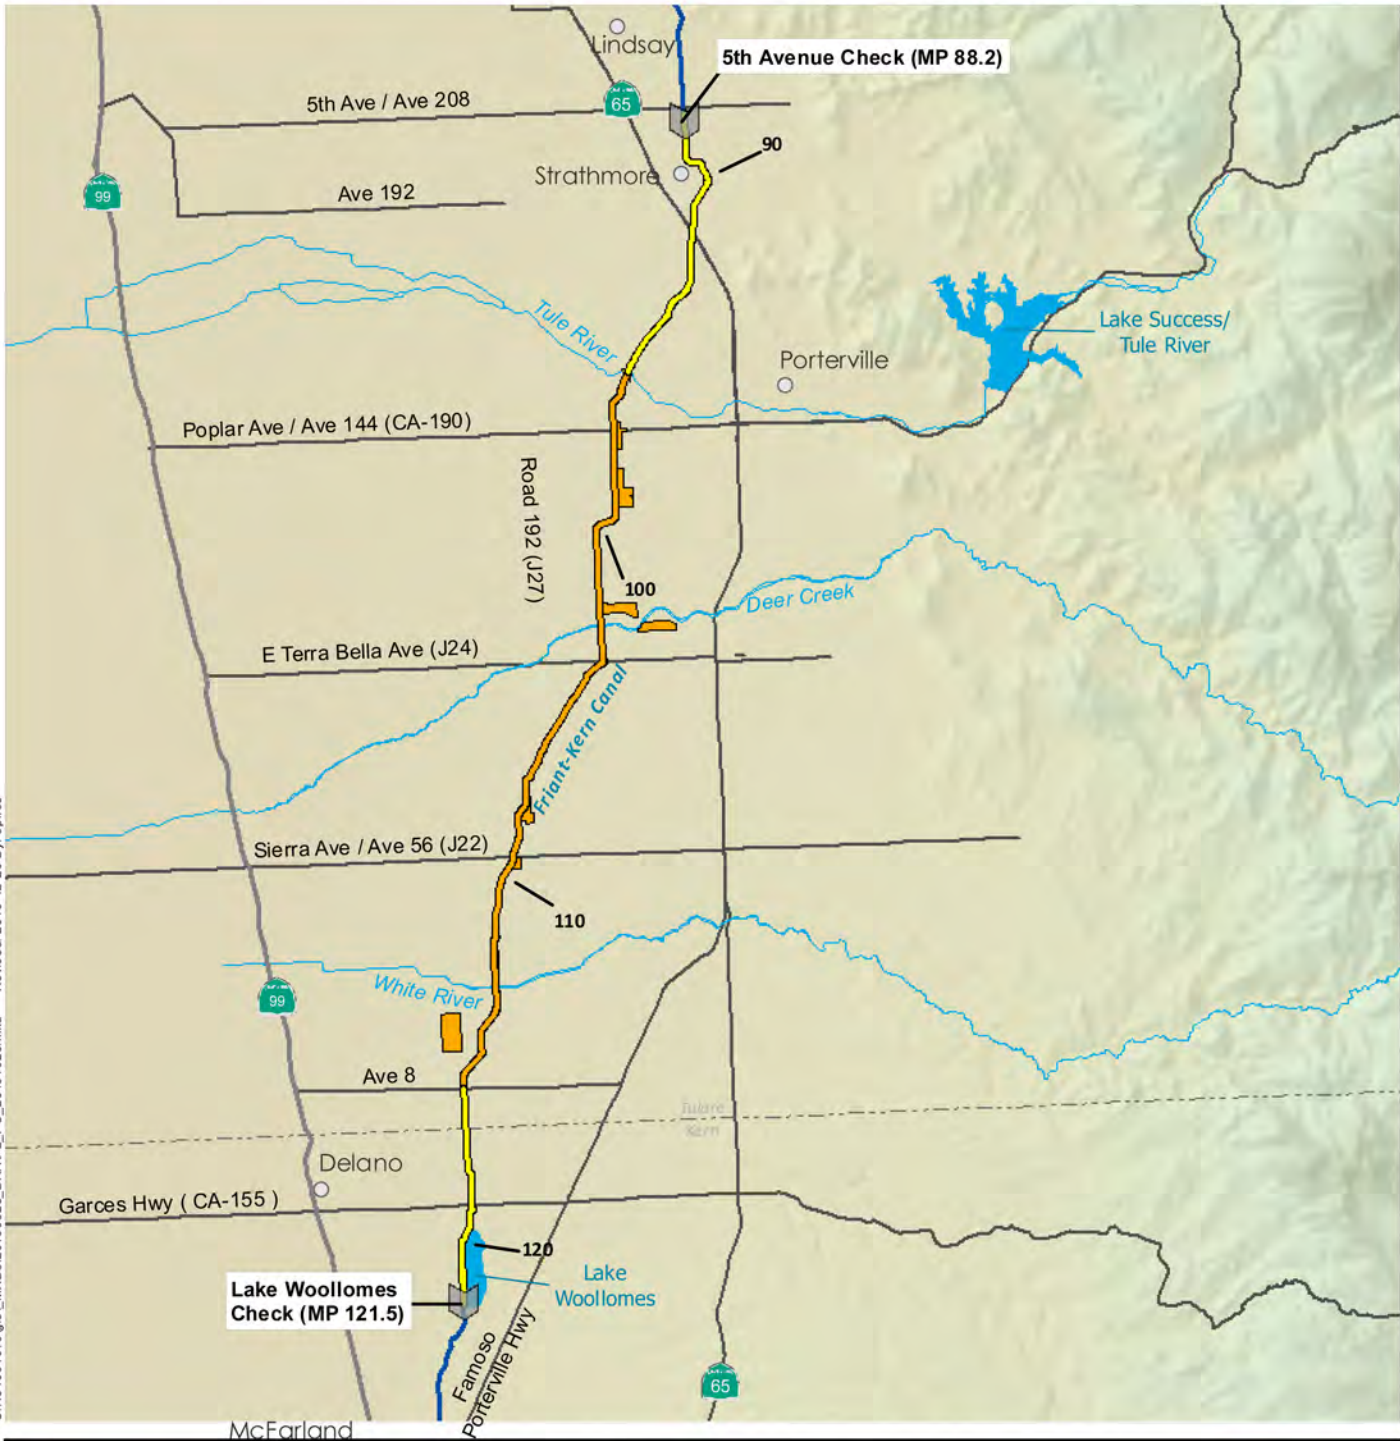 Lindsay
5th Avenue Check (MP 88.2)
5th Ave / Ave 208
65
90
Strathmore
99
Ave 192
Tule River
Lake Success/
Tule River
Porterville
Poplar Ave / Ave 144 (CA-190)
Road 192 (J27)
100
Deer Creek
E Terra Bella Ave (J24)
Friant-Kern Canal
Sierra Ave / Ave 56 (J22)
110
White River
99
Ave 8
Tulare
Kern
Delano
Garces Hwy ( CA-155 )
120
Lake
Woollomes
Lake Woollomes
Check (MP 121.5)
Famoso
Porterville Hwy
65
McFarland